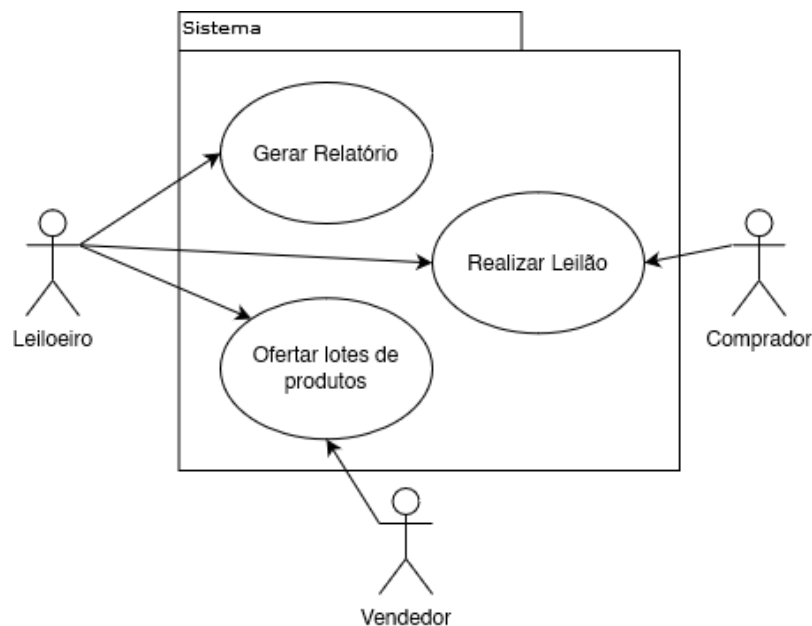 Sistema
Gerar Relatório
Realizar Leilão
Leiloeiro
Comprador
Ofertar lotes de
produtos
Vendedor